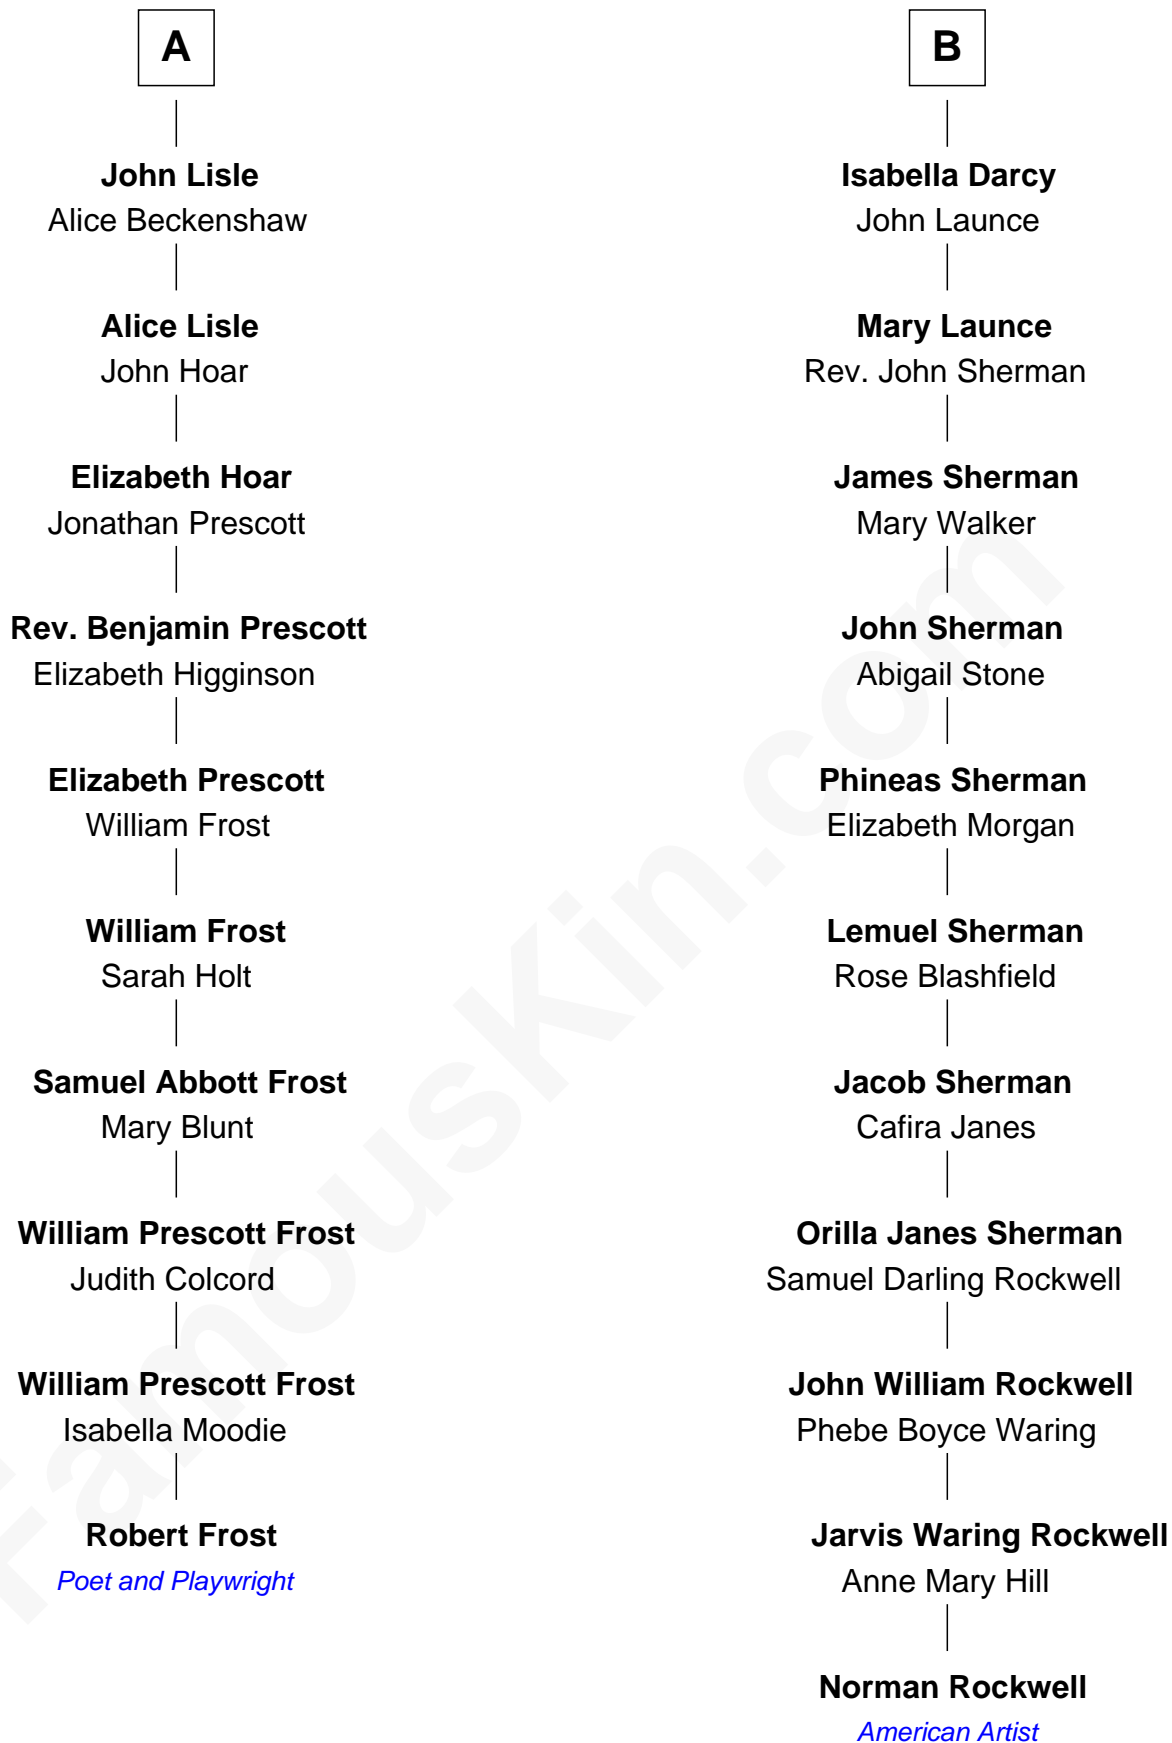 A
John Lisle
Alice Beckenshaw
Alice Lisle
John Hoar
Elizabeth Hoar
Jonathan Prescott
Rev. Benjamin Prescott
Elizabeth Higginson
Elizabeth Prescott
William Frost
William Frost
Sarah Holt
Samuel Abbott Frost
Mary Blunt
William Prescott Frost
Judith Colcord
William Prescott Frost
Isabella Moodie
Robert Frost
Poet and Playwright
B
Isabella Darcy
John Launce
Mary Launce
Rev. John Sherman
James Sherman
Mary Walker
John Sherman
Abigail Stone
Phineas Sherman
Elizabeth Morgan
Lemuel Sherman
Rose Blashfield
Jacob Sherman
Cafira Janes
Orilla Janes Sherman
Samuel Darling Rockwell
John William Rockwell
Phebe Boyce Waring
Jarvis Waring Rockwell
Anne Mary Hill
Norman Rockwell
American Artist
FamousKin.com